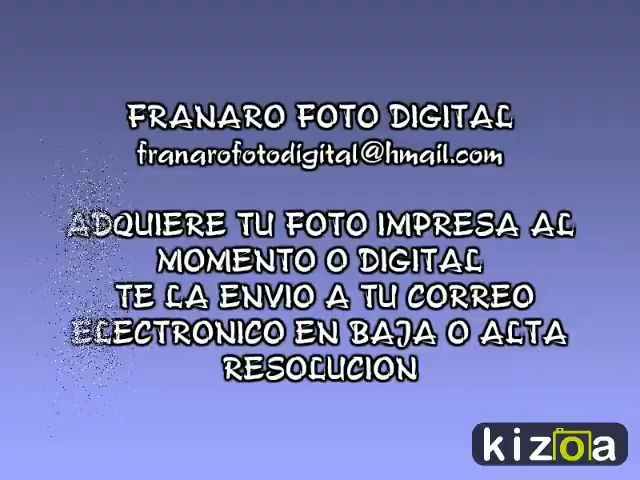 FRANARO FOTO DIGITAL
franarofotodigital@hmail.com
ADQUIERE TU FOTO IMPRESA AL
MOMENTO O DIGITAL
TE LA ENVIO A TU CORREO
ELECTRONICO EN BAJA O ALTA
RESOLUCION
kizoa